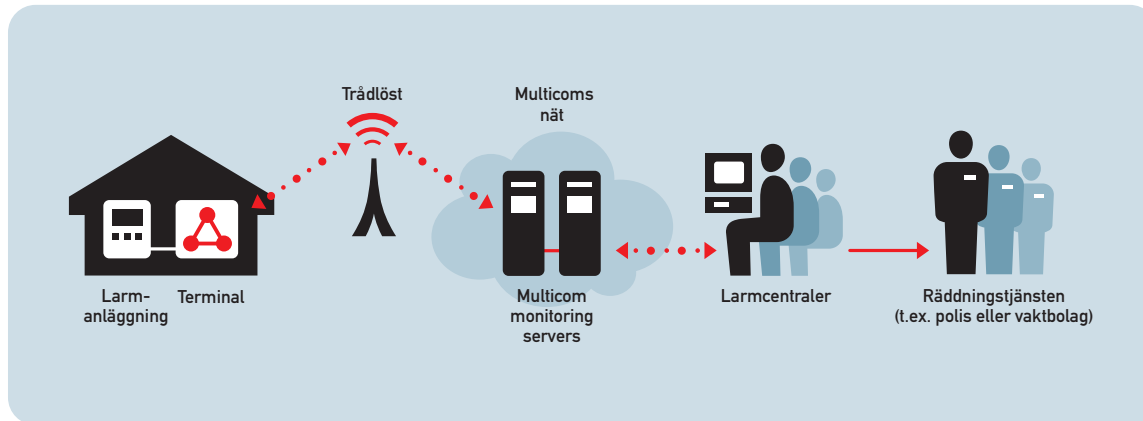 Trådlöst
Multicoms
nät
Larm-
anläggning
Terminal
Multicom
monitoring
servers
Larmcentraler
Räddningstjänsten
(t.ex. polis eller vaktbolag)